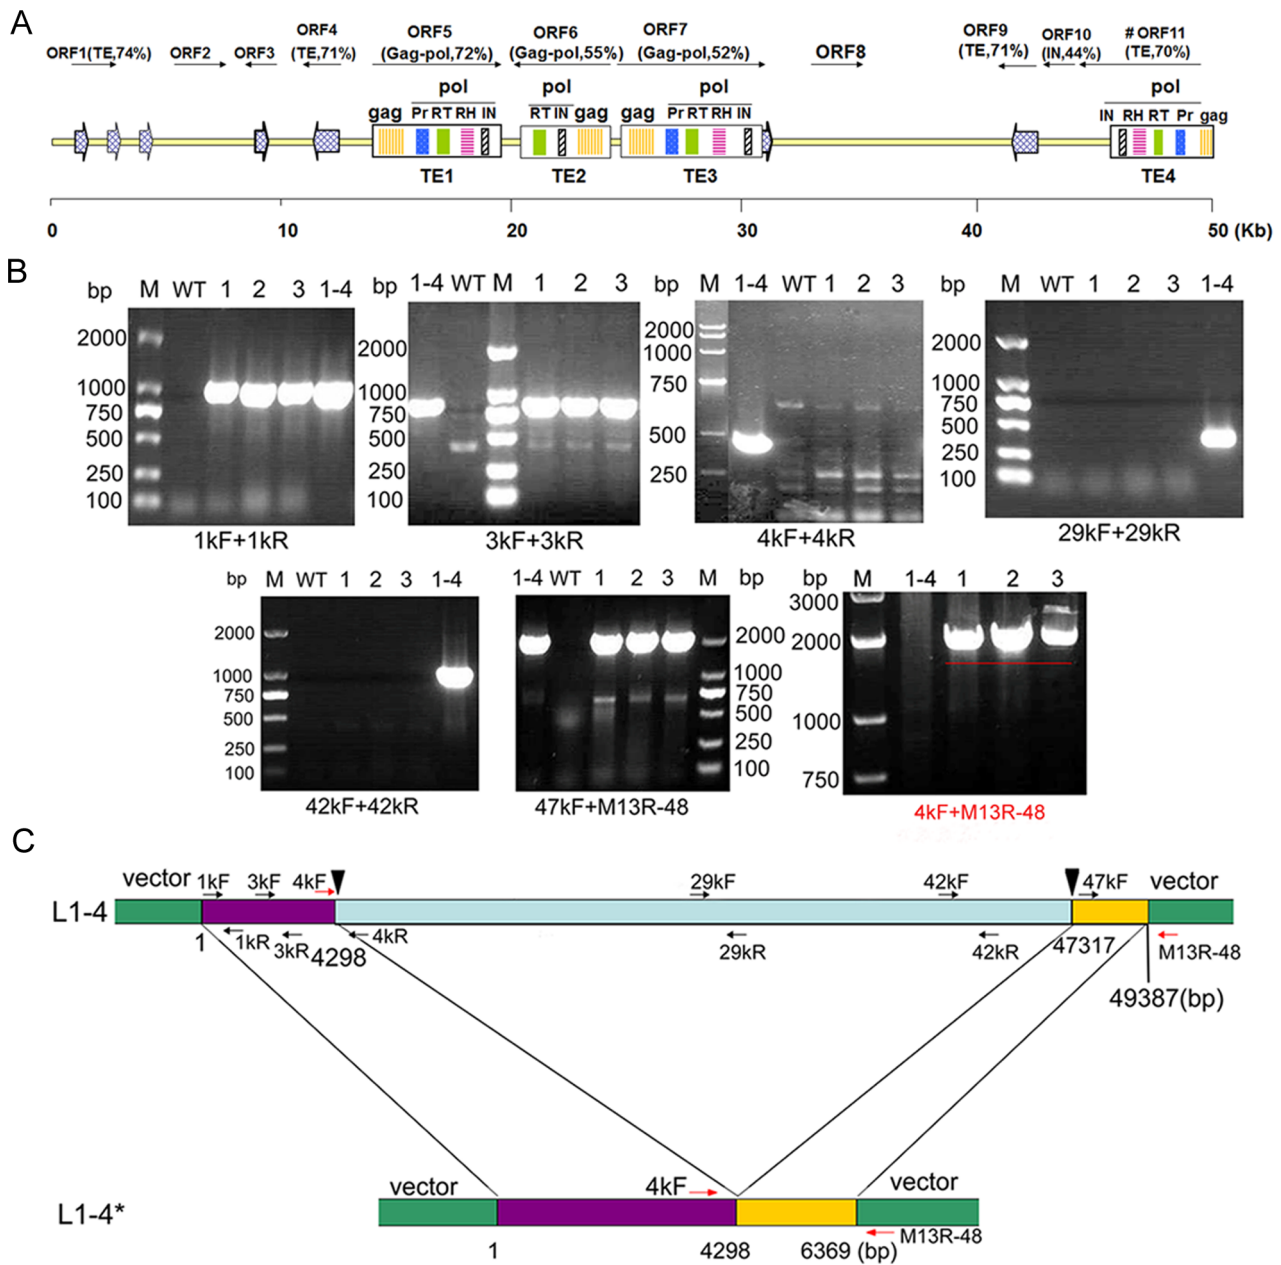 A
ORF1(TE,74%) ORF2 ORF3 ORF4 (TE,71%) ORF5 (Gag-pol,72%) ORF6 (Gag-pol,55%) ORF7 (Gag-pol,52%) ORF8 ORF9 (TE,71%) ORF10 (IN,44%) # ORF11 (TE,70%)
pol pol pol pol
gag Pr RT RH IN RT IN gag gag Pr RT RH IN IN RH RT Pr gag
TE1 TE2 TE3 TE4
0 10 20 30 40 50 (Kb)
B
bp M WT 1 2 3 1-4
2000
1000
750
500
250
100
1kF+1kR
bp 1-4 WT M 1 2 3
2000
1000
750
500
250
100
3kF+3kR
bp M 1-4 WT 1 2 3
2000
1000
750
500
250
4kF+4kR
bp M WT 1 2 3 1-4
2000
1000
750
500
250
100
29kF+29kR
bp M WT 1 2 3 1-4
2000
1000
750
500
250
100
42kF+42kR
1-4 WT 1 2 3 M bp
2000
1000
750
500
250
100
47kF+M13R-48
bp M 1-4 1 2 3
3000
2000
1000
750
4kF+M13R-48
C
vector 1kF 3kF 4kF 29kF 42kF 47kF vector
L1-4
1 1kR 3kR 4298 4kR 29kR 42kR 47317 M13R-48
49387(bp)
vector 4kF vector
L1-4*
M13R-48
1 4298 6369 (bp)